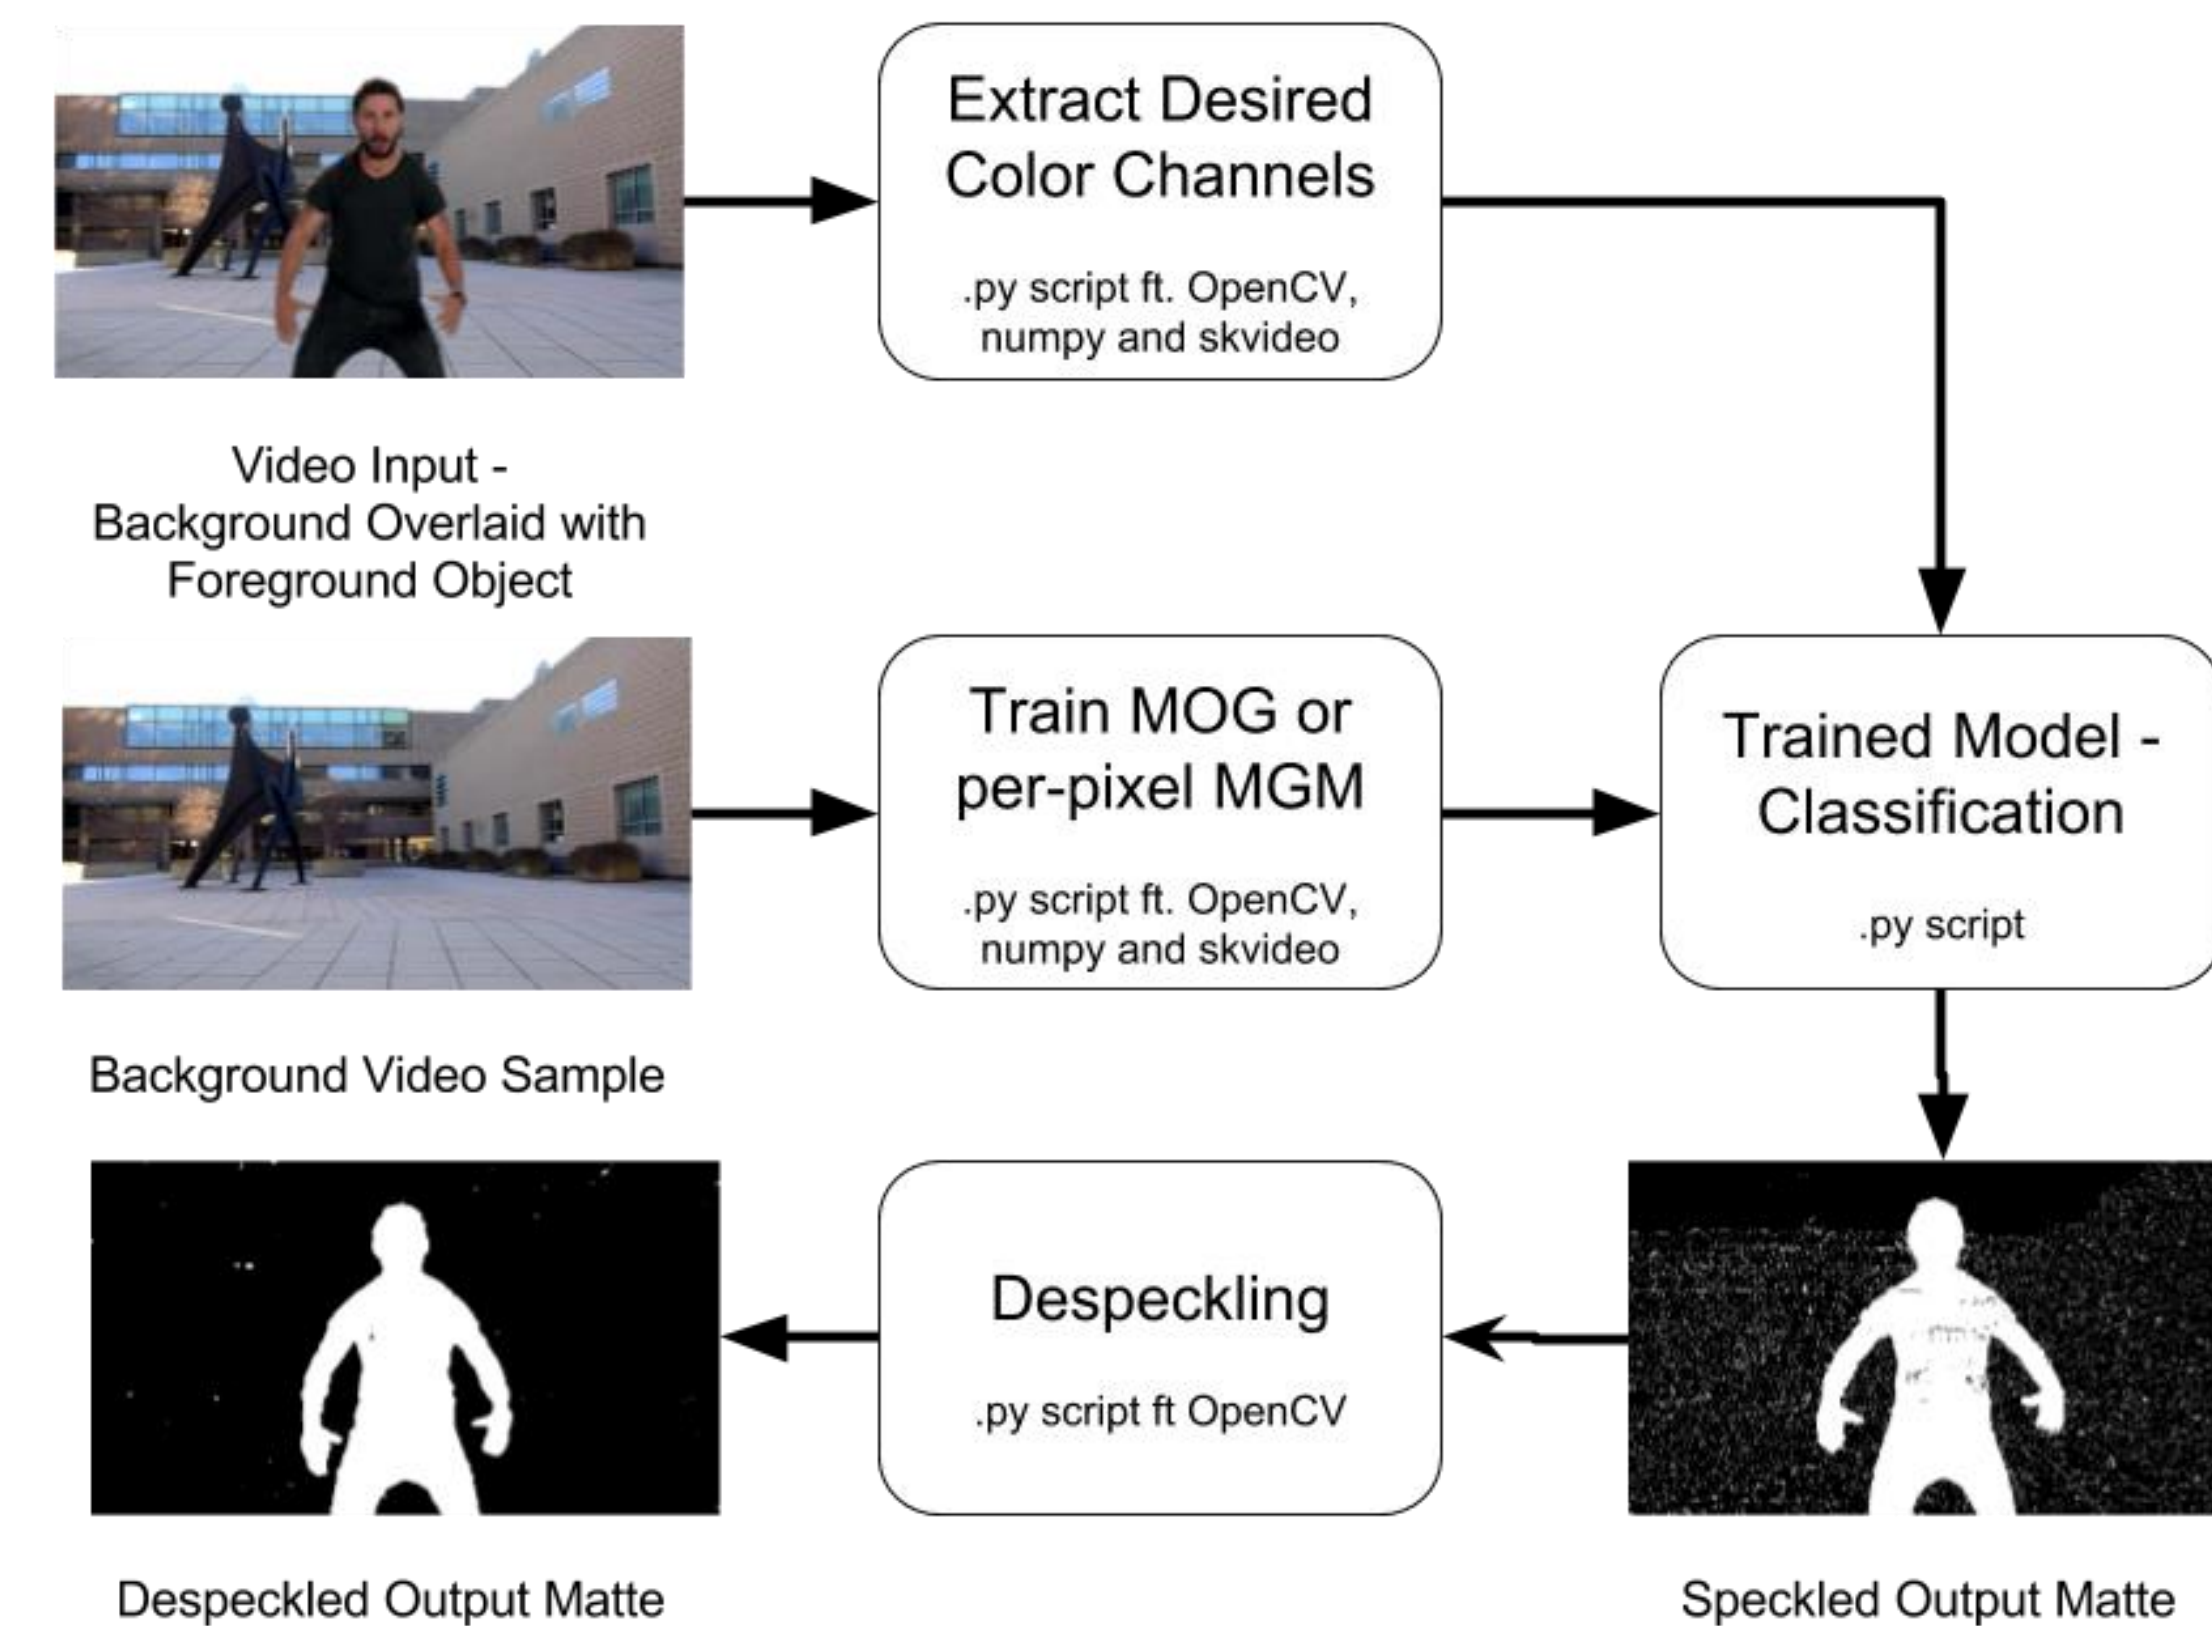 Extract Desired
Color Channels
.py script ft. OpenCV,
numpy and skvideo
Video Input -
Background Overlaid with
Foreground Object
Train MOG or
per-pixel MGM
.py script ft. OpenCV,
numpy and skvideo
Trained Model -
Classification
.py script
Background Video Sample
Despeckling
.py script ft OpenCV
Despeckled Output Matte
Speckled Output Matte